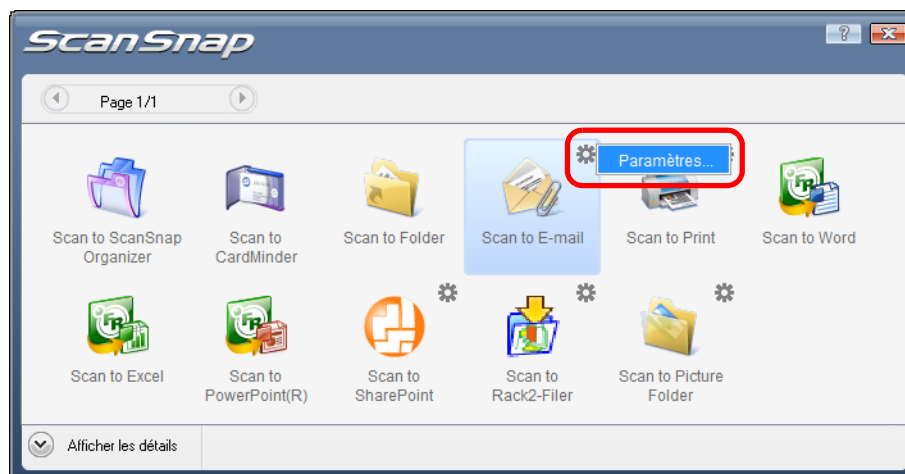 ScanSnap
?
Page 1/1
Paramètres...
Scan to ScanSnap
Organizer
Scan to
CardMinder
Scan to Folder
Scan to E-mail
Scan to Print
Scan to Word
Scan to Excel
Scan to
PowerPoint(R)
Scan to
SharePoint
Scan to
Rack2-Filer
Scan to Picture
Folder
Afficher les détails